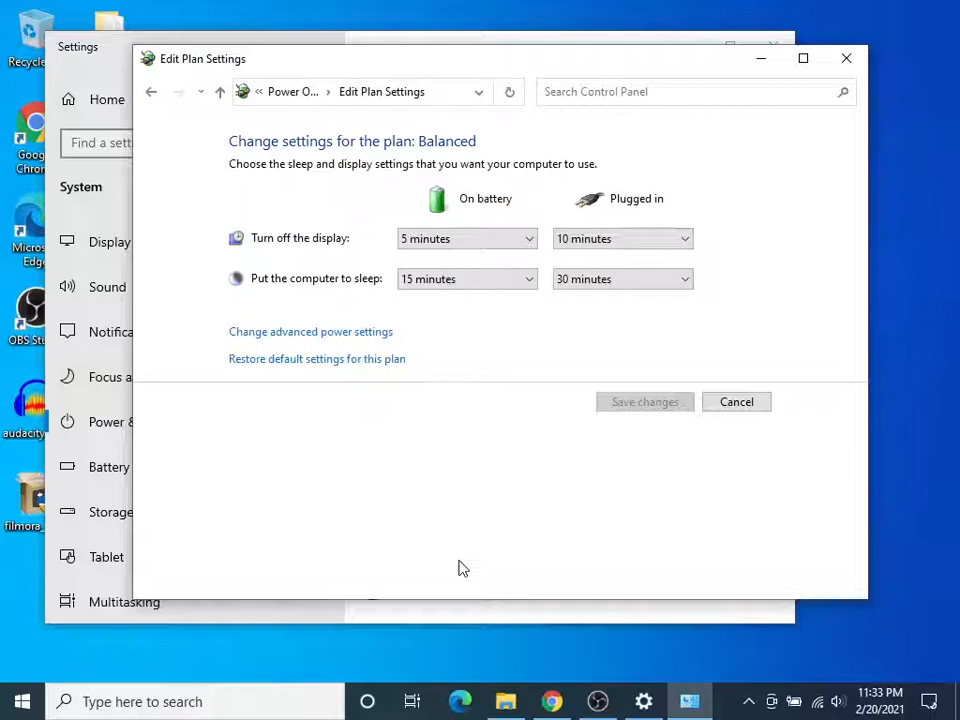 Recycle
Settings
Edit Plan Settings
« Power O... › Edit Plan Settings
Search Control Panel
Home
Find a sett
Goog
Chron
System
Change settings for the plan: Balanced
Choose the sleep and display settings that you want your computer to use.
On battery
Plugged in
Turn off the display:
5 minutes
10 minutes
Put the computer to sleep:
15 minutes
30 minutes
Change advanced power settings
Restore default settings for this plan
Save changes
Cancel
Display
Micros
Edge
Sound
Notifica
OBS Stu
Focus a
Power &
audacity
Battery
Storage
filmora_
Tablet
Multitasking
Type here to search
11:33 PM
2/20/2021